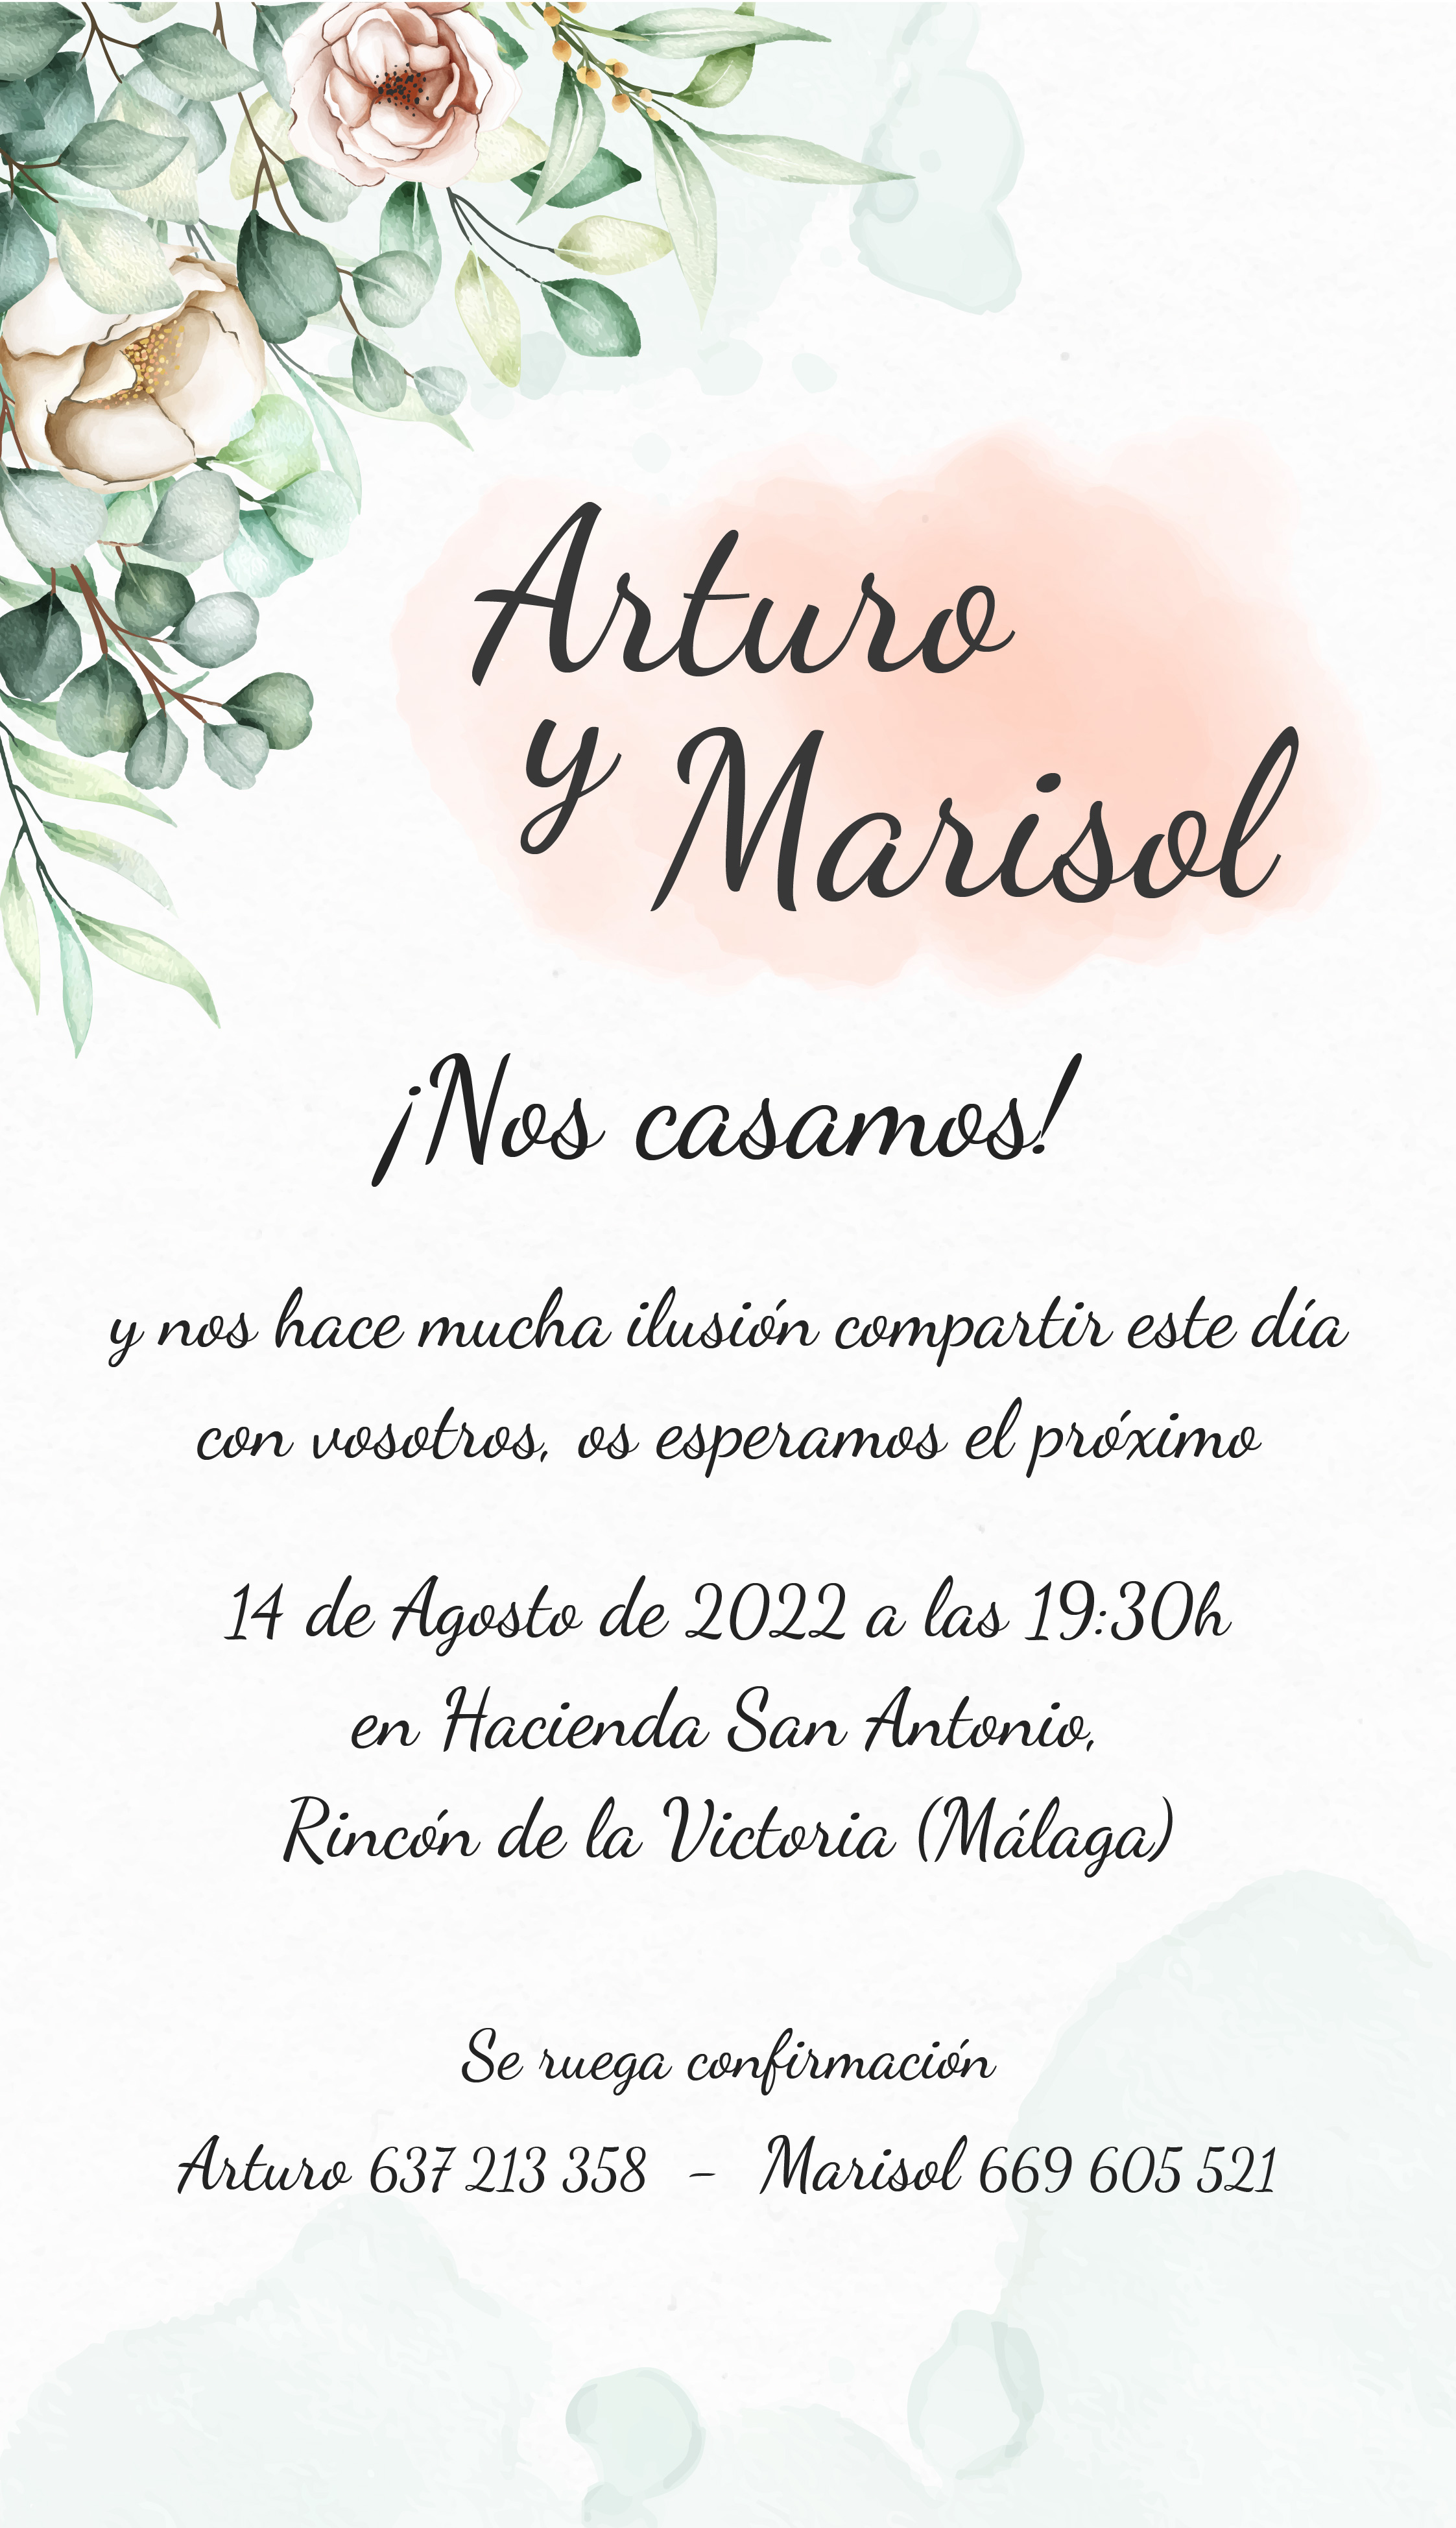 Arturo
y Marisol
¡Nos casamos!
y nos hace mucha ilusión compartir este día
con vosotros, os esperamos el próximo
14 de Agosto de 2022 a las 19:30h
en Hacienda San Antonio,
Rincón de la Victoria (Málaga)
Se ruega confirmación
Arturo 637 213 358 - Marisol 669 605 521